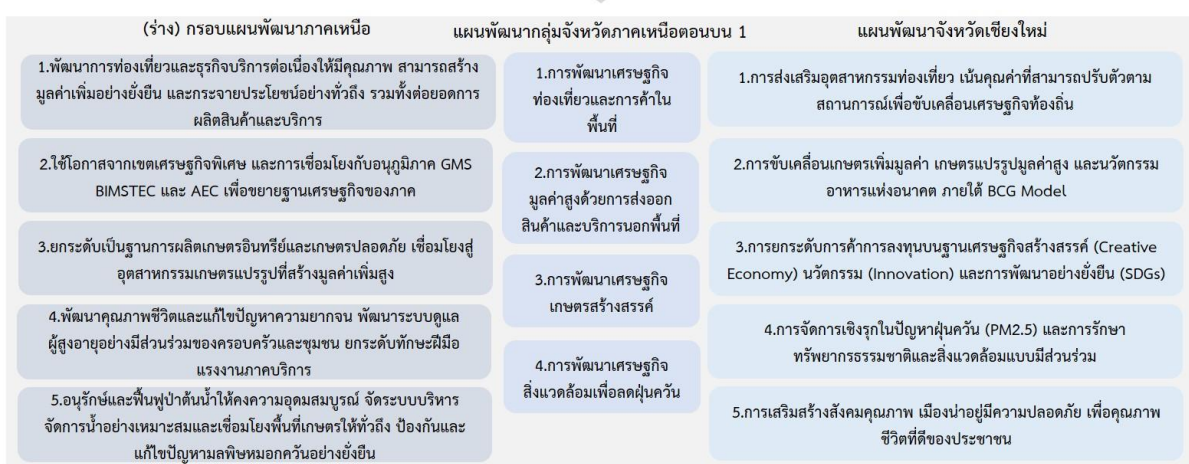 (ร่าง) กรอบแผนพัฒนาภาคเหนือ
1.พัฒนาการท่องเที่ยวและธุรกิจบริการต่อเนื่องให้มีคุณภาพ สามารถสร้าง
มูลค่าเพิ่มอย่างยั่งยืน และกระจายประโยชน์อย่างทั่วถึง รวมทั้งต่อยอดการ
ผลิตสินค้าและบริการ
2.ใช้โอกาสจากเขตเศรษฐกิจพิเศษ และการเชื่อมโยงกับอนุภูมิภาค GMS
BIMSTEC และ AEC เพื่อขยายฐานเศรษฐกิจของภาค
3.ยกระดับเป็นฐานการผลิตเกษตรอินทรีย์และเกษตรปลอดภัย เชื่อมโยงสู่
อุตสาหกรรมเกษตรแปรรูปที่สร้างมูลค่าเพิ่มสูง
4.พัฒนาคุณภาพชีวิตและแก้ไขปัญหาความยากจน พัฒนาระบบดูแล
ผู้สูงอายุอย่างมีส่วนร่วมของครอบครัวและชุมชน ยกระดับทักษะฝีมือ
แรงงานภาคบริการ
5.อนุรักษ์และฟื้นฟูป่าต้นน้ำให้คงความอุดมสมบูรณ์ จัดระบบบริหาร
จัดการน้ำอย่างเหมาะสมและเชื่อมโยงพื้นที่เกษตรให้ทั่วถึง ป้องกันและ
แก้ไขปัญหามลพิษหมอกควันอย่างยั่งยืน
แผนพัฒนากลุ่มจังหวัดภาคเหนือตอนบน 1
1.การพัฒนาเศรษฐกิจ
ท่องเที่ยวและการค้าใน
พื้นที่
2.การพัฒนาเศรษฐกิจ
มูลค่าสูงด้วยการส่งออก
สินค้าและบริการนอกพื้นที่
3.การพัฒนาเศรษฐกิจ
เกษตรสร้างสรรค์
4.การพัฒนาเศรษฐกิจ
สิ่งแวดล้อมเพื่อลดฝุ่นควัน
แผนพัฒนาจังหวัดเชียงใหม่
1.การส่งเสริมอุตสาหกรรมท่องเที่ยว เน้นคุณค่าที่สามารถปรับตัวตาม
สถานการณ์เพื่อขับเคลื่อนเศรษฐกิจท้องถิ่น
2.การขับเคลื่อนเกษตรเพิ่มมูลค่า เกษตรแปรรูปมูลค่าสูง และนวัตกรรม
อาหารแห่งอนาคต ภายใต้ BCG Model
3.การยกระดับการค้าการลงทุนบนฐานเศรษฐกิจสร้างสรรค์ (Creative
Economy) นวัตกรรม (Innovation) และการพัฒนาอย่างยั่งยืน (SDGs)
4.การจัดการเชิงรุกในปัญหาฝุ่นควัน (PM2.5) และการรักษา
ทรัพยากรธรรมชาติและสิ่งแวดล้อมแบบมีส่วนร่วม
5.การเสริมสร้างสังคมคุณภาพ เมืองน่าอยู่มีความปลอดภัย เพื่อคุณภาพ
ชีวิตที่ดีของประชาชน